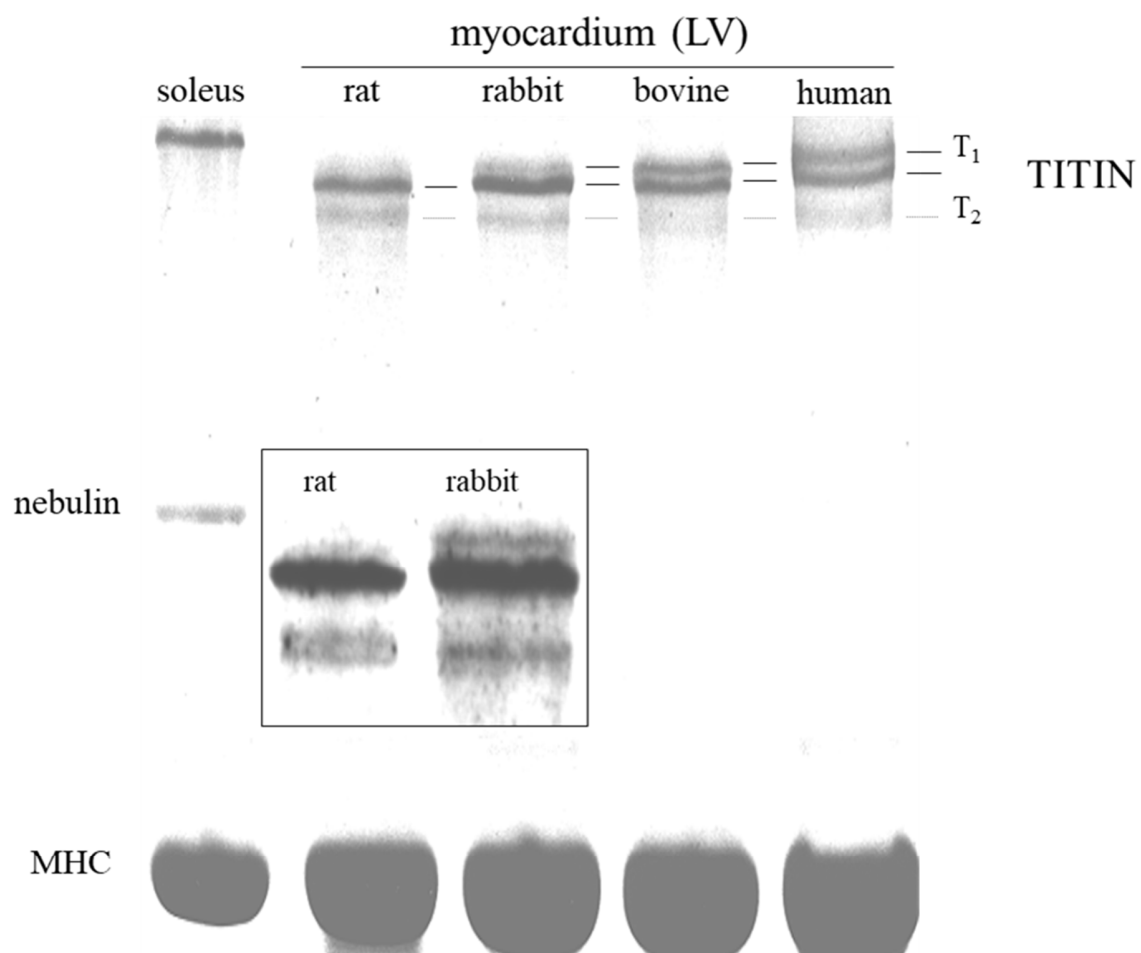 myocardium (LV)
soleus rat rabbit bovine human
T1
TITIN
T2
nebulin
rat rabbit
MHC